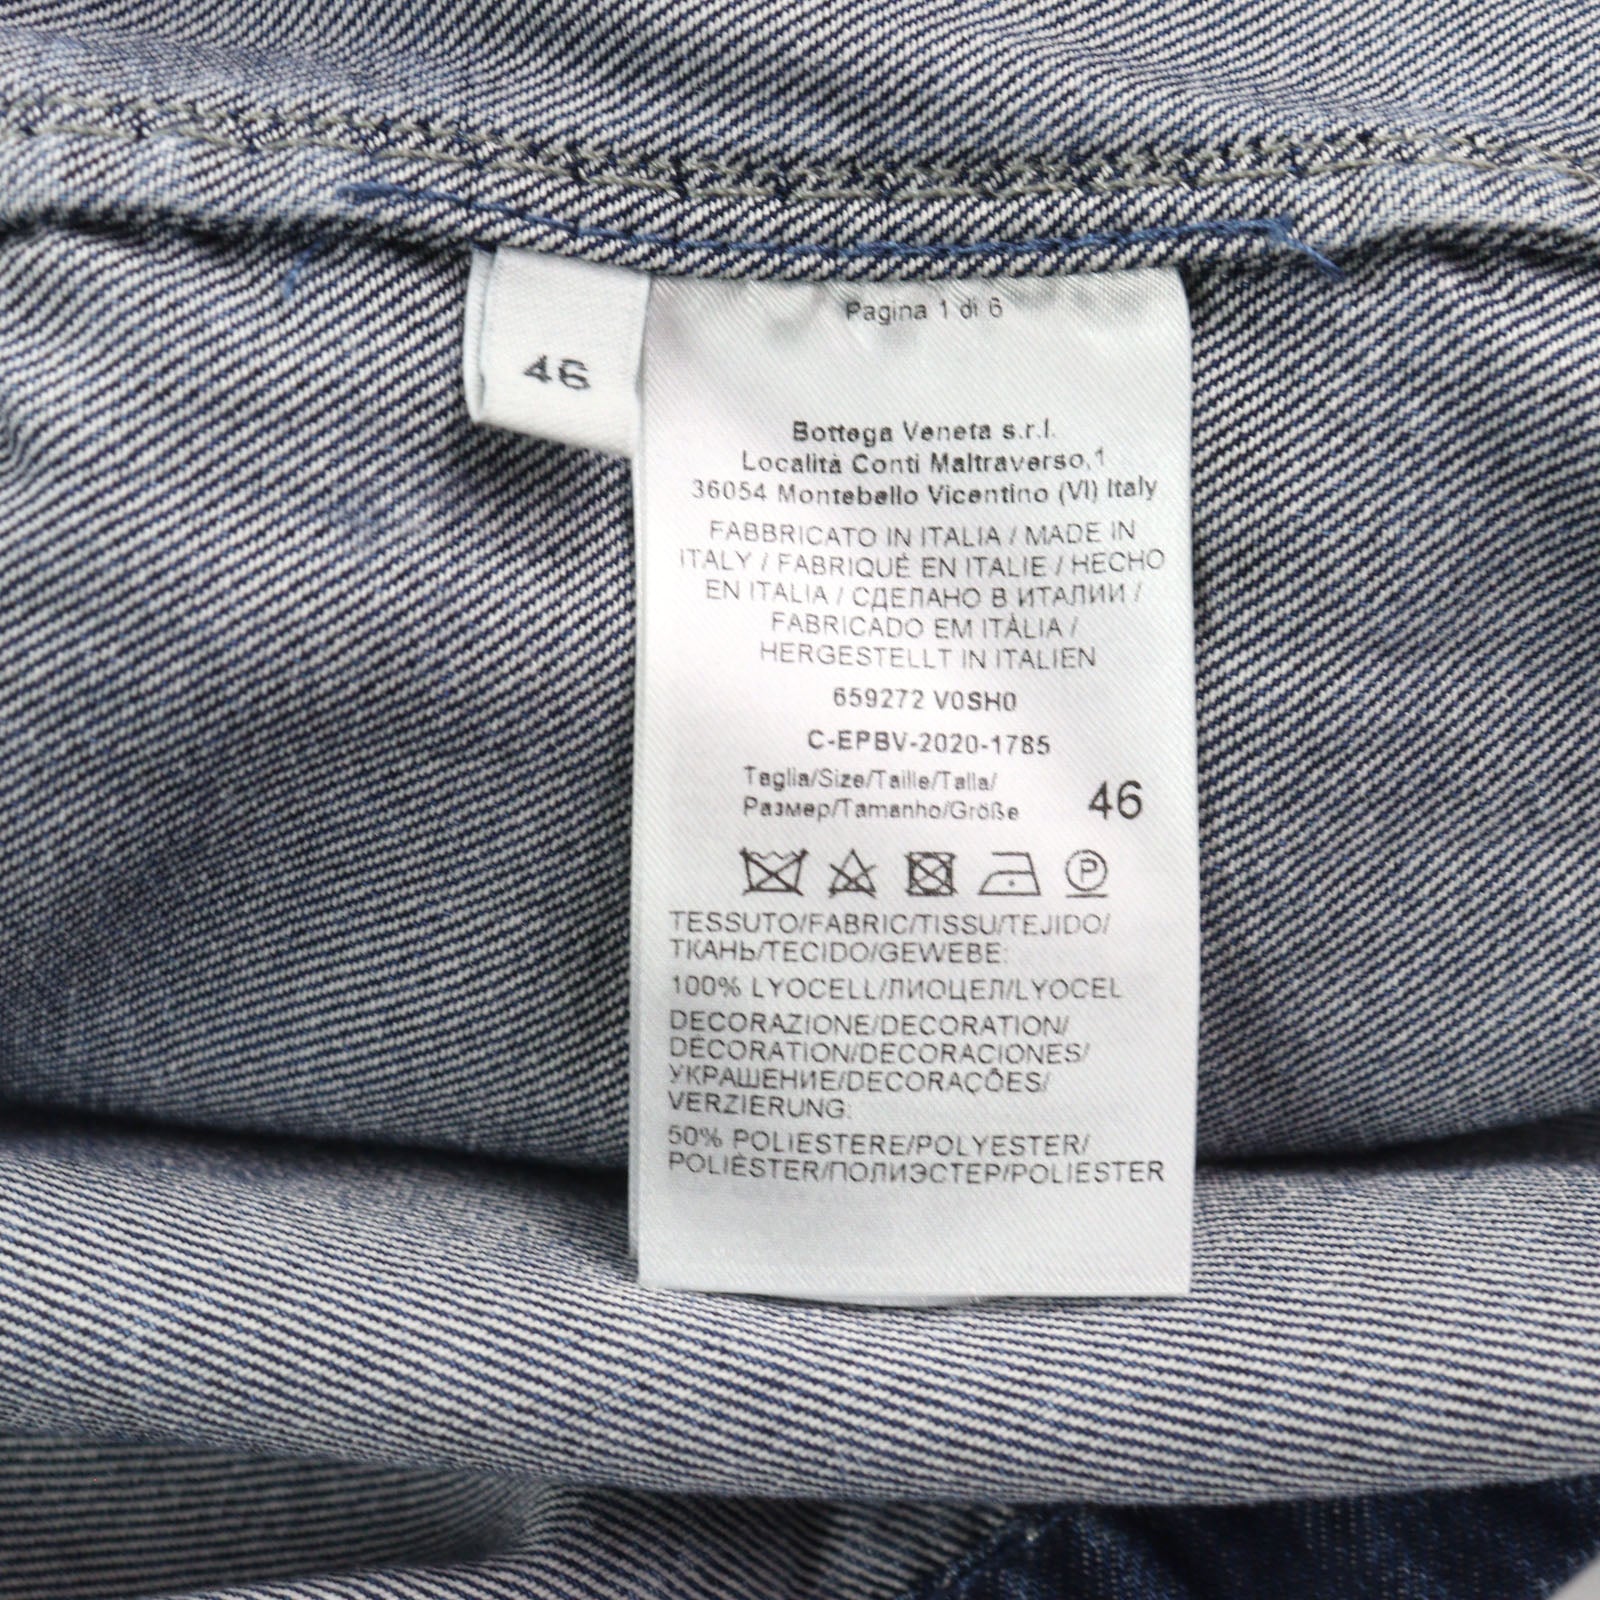 46
Pagina 1 di 6
Bottega Veneta s.r.l.
Località Conti Maltraverso,1
36054 Montebello Vicentino (VI) Italy
FABBRICATO IN ITALIA / MADE IN
ITALY / FABRIQUÉ EN ITALIE / HECHO
EN ITALIA / СДЕЛАНО В ИТАЛИИ /
FABRICADO EM ITÀLIA /
HERGESTELLT IN ITALIEN
659272 V0SH0
C-EPBV-2020-1785
Taglia/Size/Taille/Talla/
Размер/Tamanho/Größe 46
P
TESSUTO/FABRIC/TISSU/TEJIDO/
ТКАНЬ/TECIDO/GEWEBE:
100% LYOCELL/ЛИОЦЕЛ/LYOCEL
DECORAZIONE/DECORATION/
DÉCORATION/DECORACIONES/
УКРАШЕНИЕ/DECORAÇÕES/
VERZIERUNG:
50% POLIESTERE/POLYESTER/
POLIÉSTER/ПОЛИЭСТЕР/POLIESTER